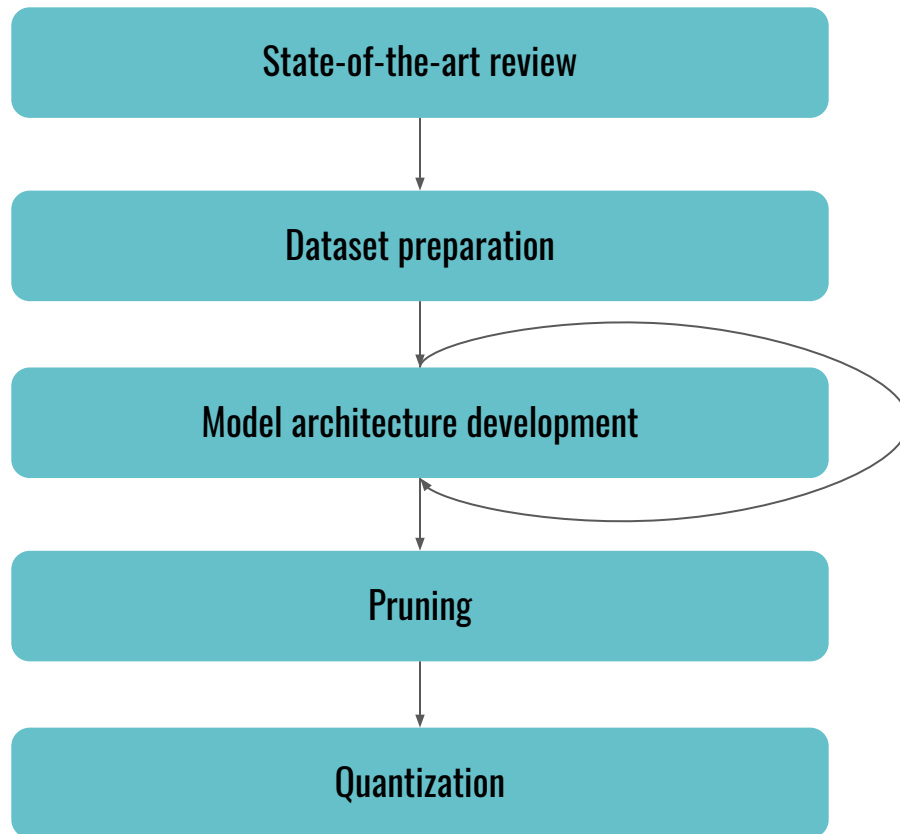 State-of-the-art review
Dataset preparation
Model architecture development
Pruning
Quantization